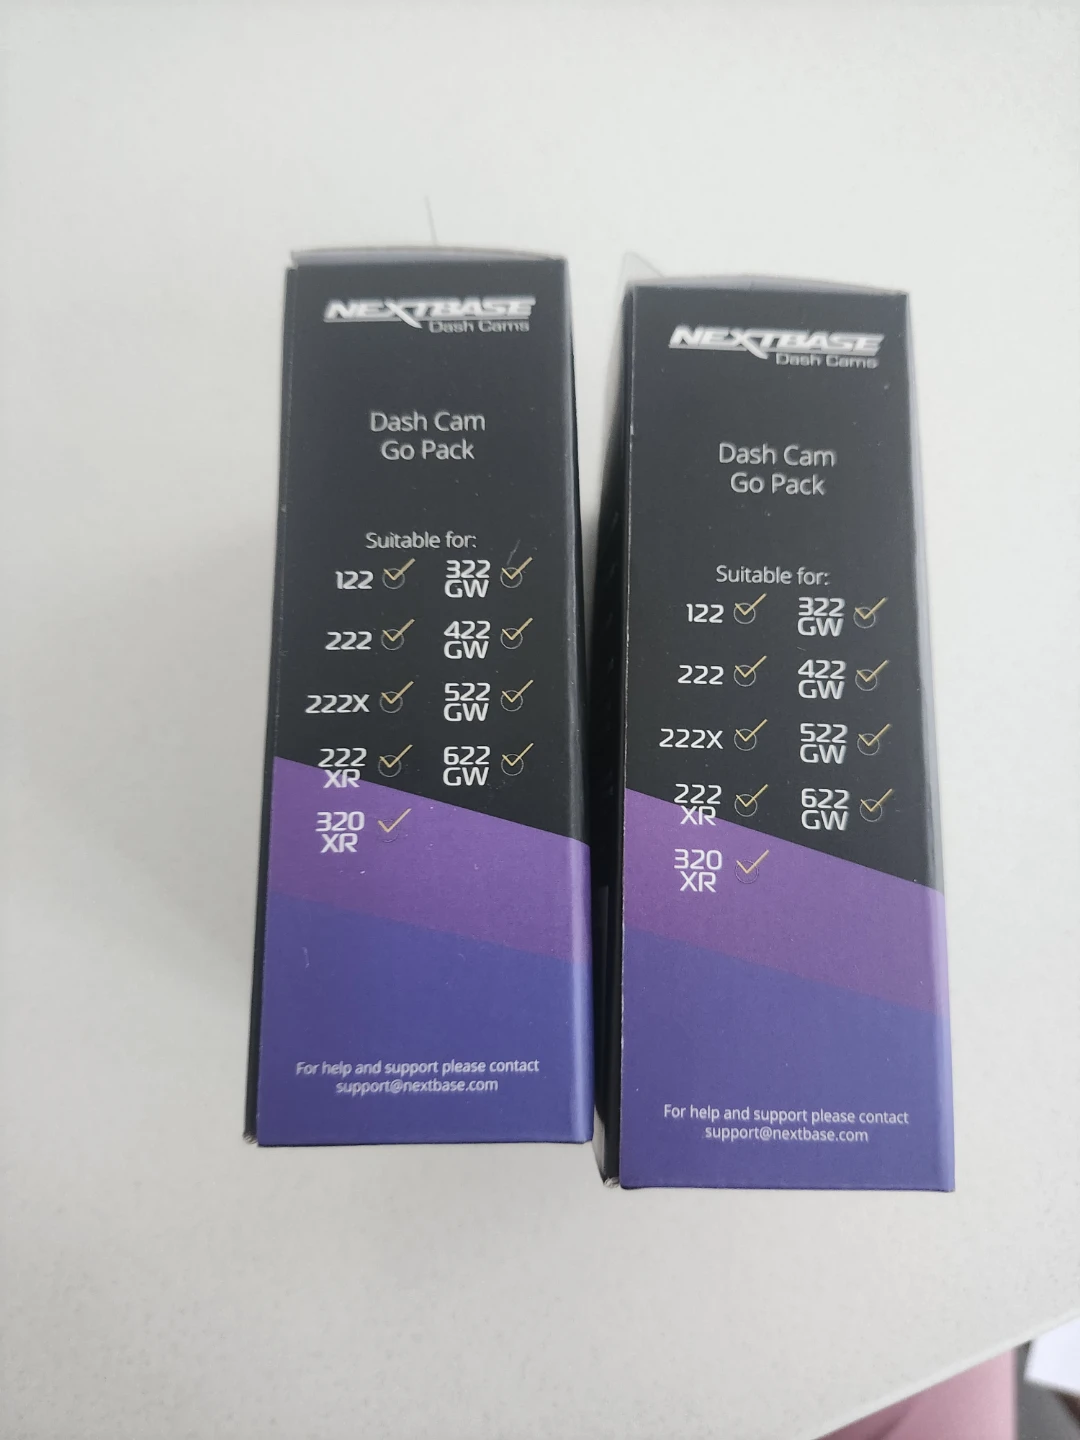 NEXTBASE
Dash Cams
Dash Cam
Go Pack
Suitable for:
122 322
GW
222 422
GW
222X 522
GW
222 622
XR GW
320
XR
For help and support please contact
support@nextbase.com
NEXTBASE
Dash Cams
Dash Cam
Go Pack
Suitable for:
122 322
GW
222 422
GW
222X 522
GW
222 622
XR GW
320
XR
For help and support please contact
support@nextbase.com